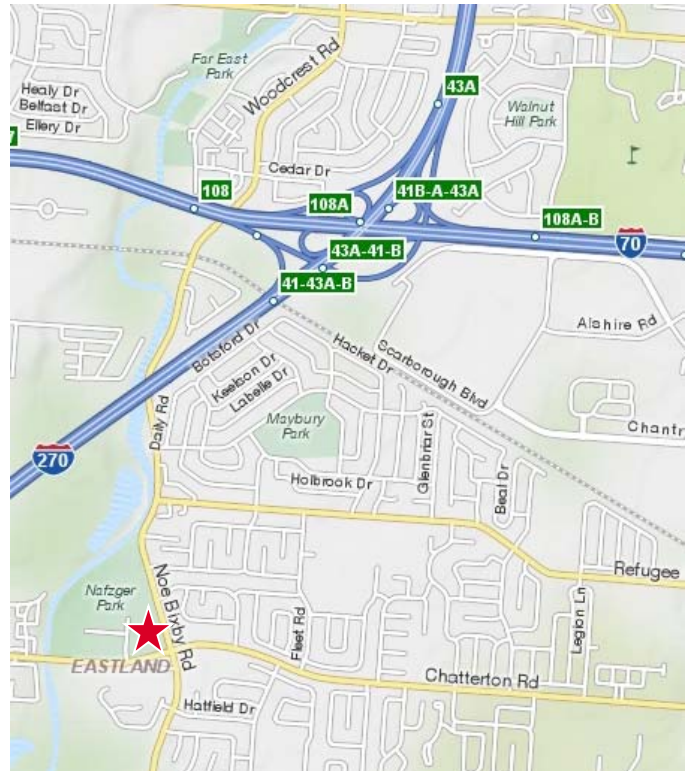 Far East
Park
Woodcrest Rd
43A
Healy Dr
Belfast Dr
Ellery Dr
Walnut
Hill Park
7
Cedar Dr
108
41B-A-43A
108A
108A-B
70
43A-41-B
41-43A-B
Botsford Dr
Hacket Dr
Alshire Rd
Scarborough Blvd
Keelson Dr
Labelle Dr
Daily Rd
Maybury
Park
Glenbriar St
Chantr
270
Holbrook Dr
Beal Dr
Refugee
Nafzger
Park
Noe Bixby Rd
Fleet Rd
Legion Ln
EASTLAND
Chatterton Rd
Hatfield Dr